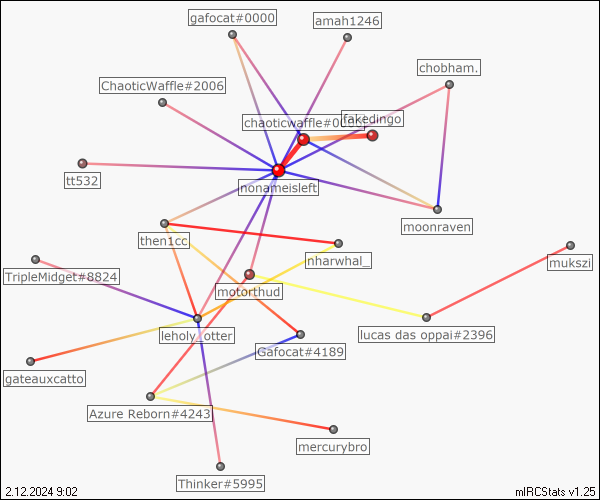 gafocat#0000
amah1246
chobham.
ChaoticWaffle#2006
chaoticwaffle#0
fakedingo
tt532
nonameisleft
moonraven
then1cc
nharwhal_
mukszi
TripleMidget#8824
motorthud
leholy_otter
lucas das oppai#2396
Gafocat#4189
gateauxcatto
Azure Reborn#4243
mercurybro
Thinker#5995
2.12.2024 9:02
mIRCStats v1.25